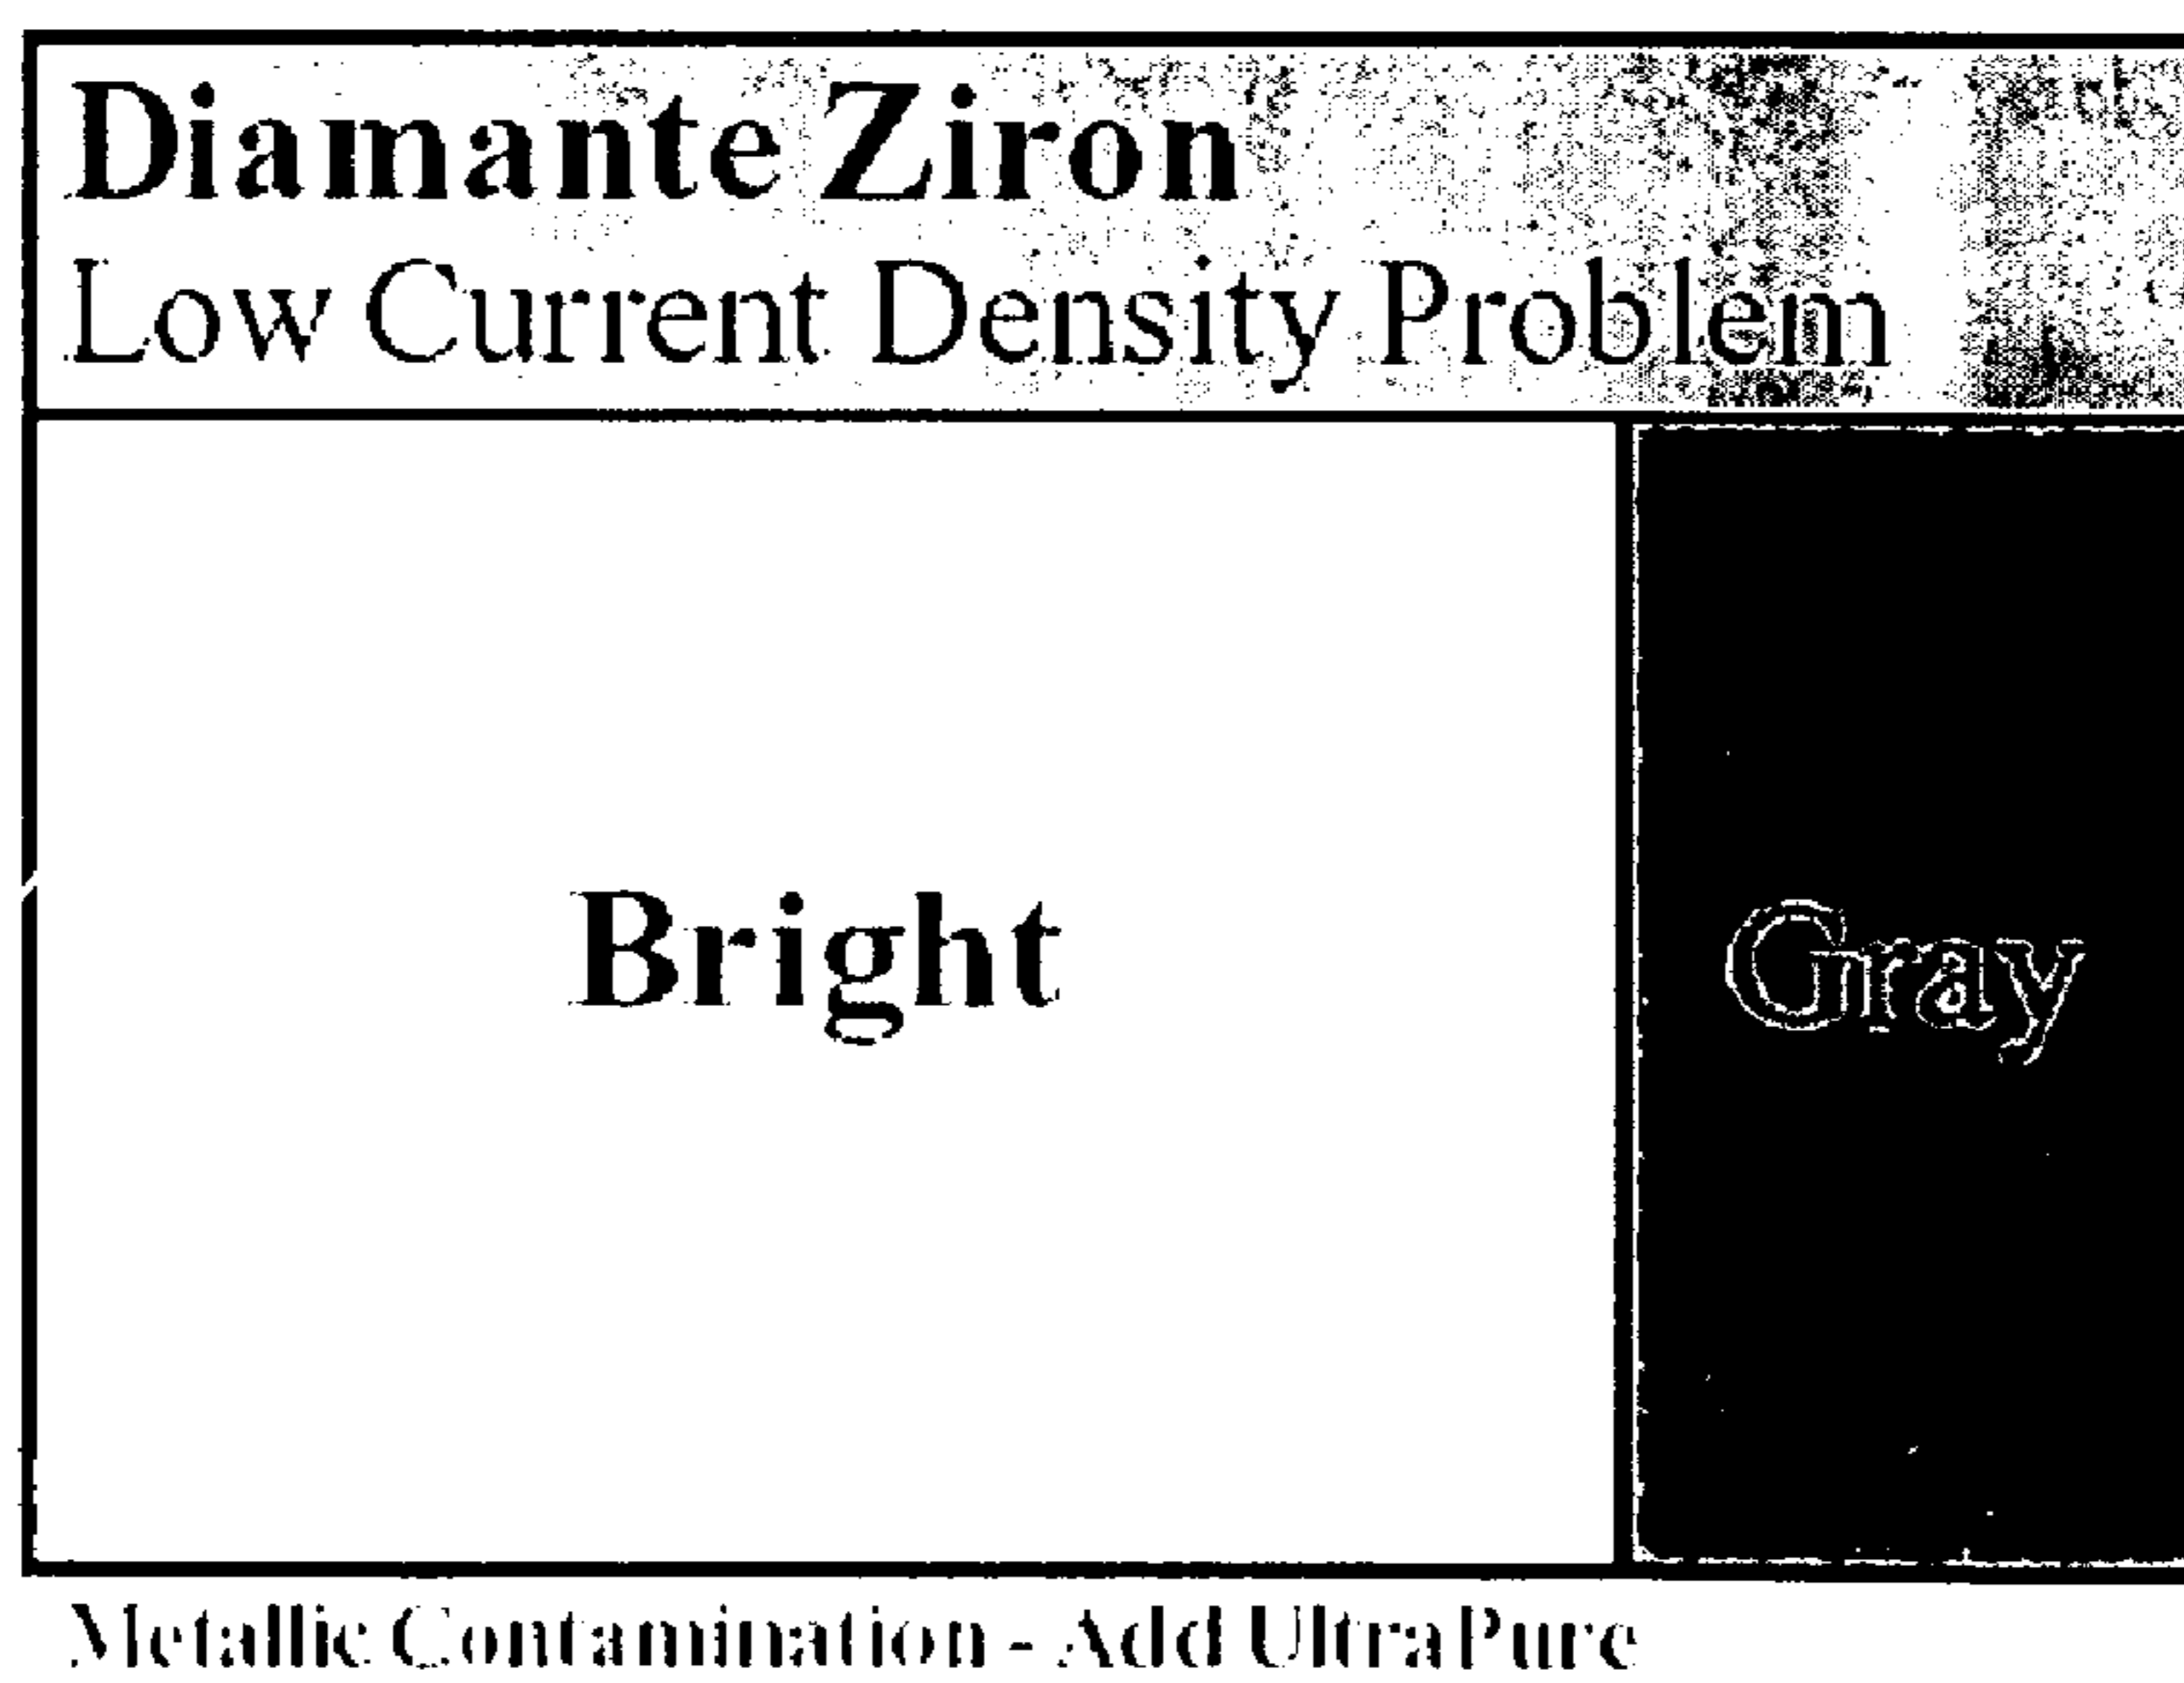 Diamante Ziron
Low Current Density Problem
Bright
Gray
Metallic Contamination - Add UltraPure